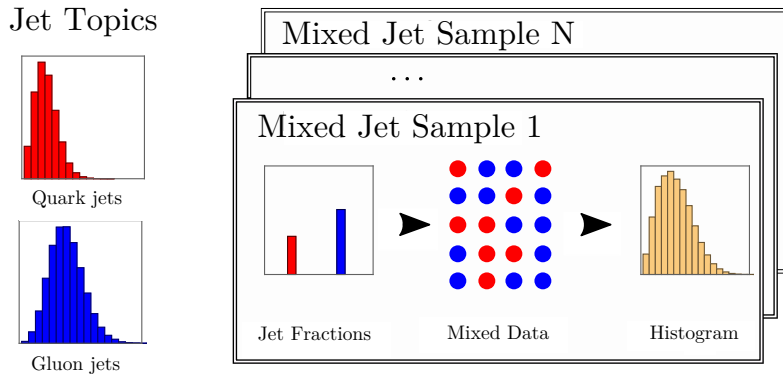 Jet Topics
Quark jets
Gluon jets
Mixed Jet Sample N
...
Mixed Jet Sample 1
Jet Fractions
Mixed Data
Histogram